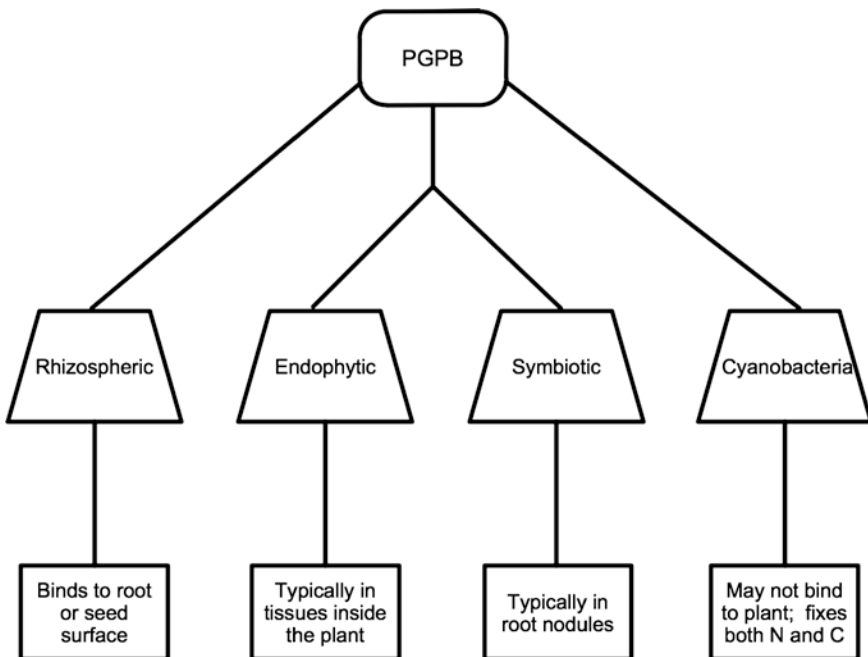 PGPB
Rhizospheric
Endophytic
Symbiotic
Cyanobacteria
Binds to root
or seed
surface
Typically in
tissues inside
the plant
Typically in
root nodules
May not bind
to plant; fixes
both N and C